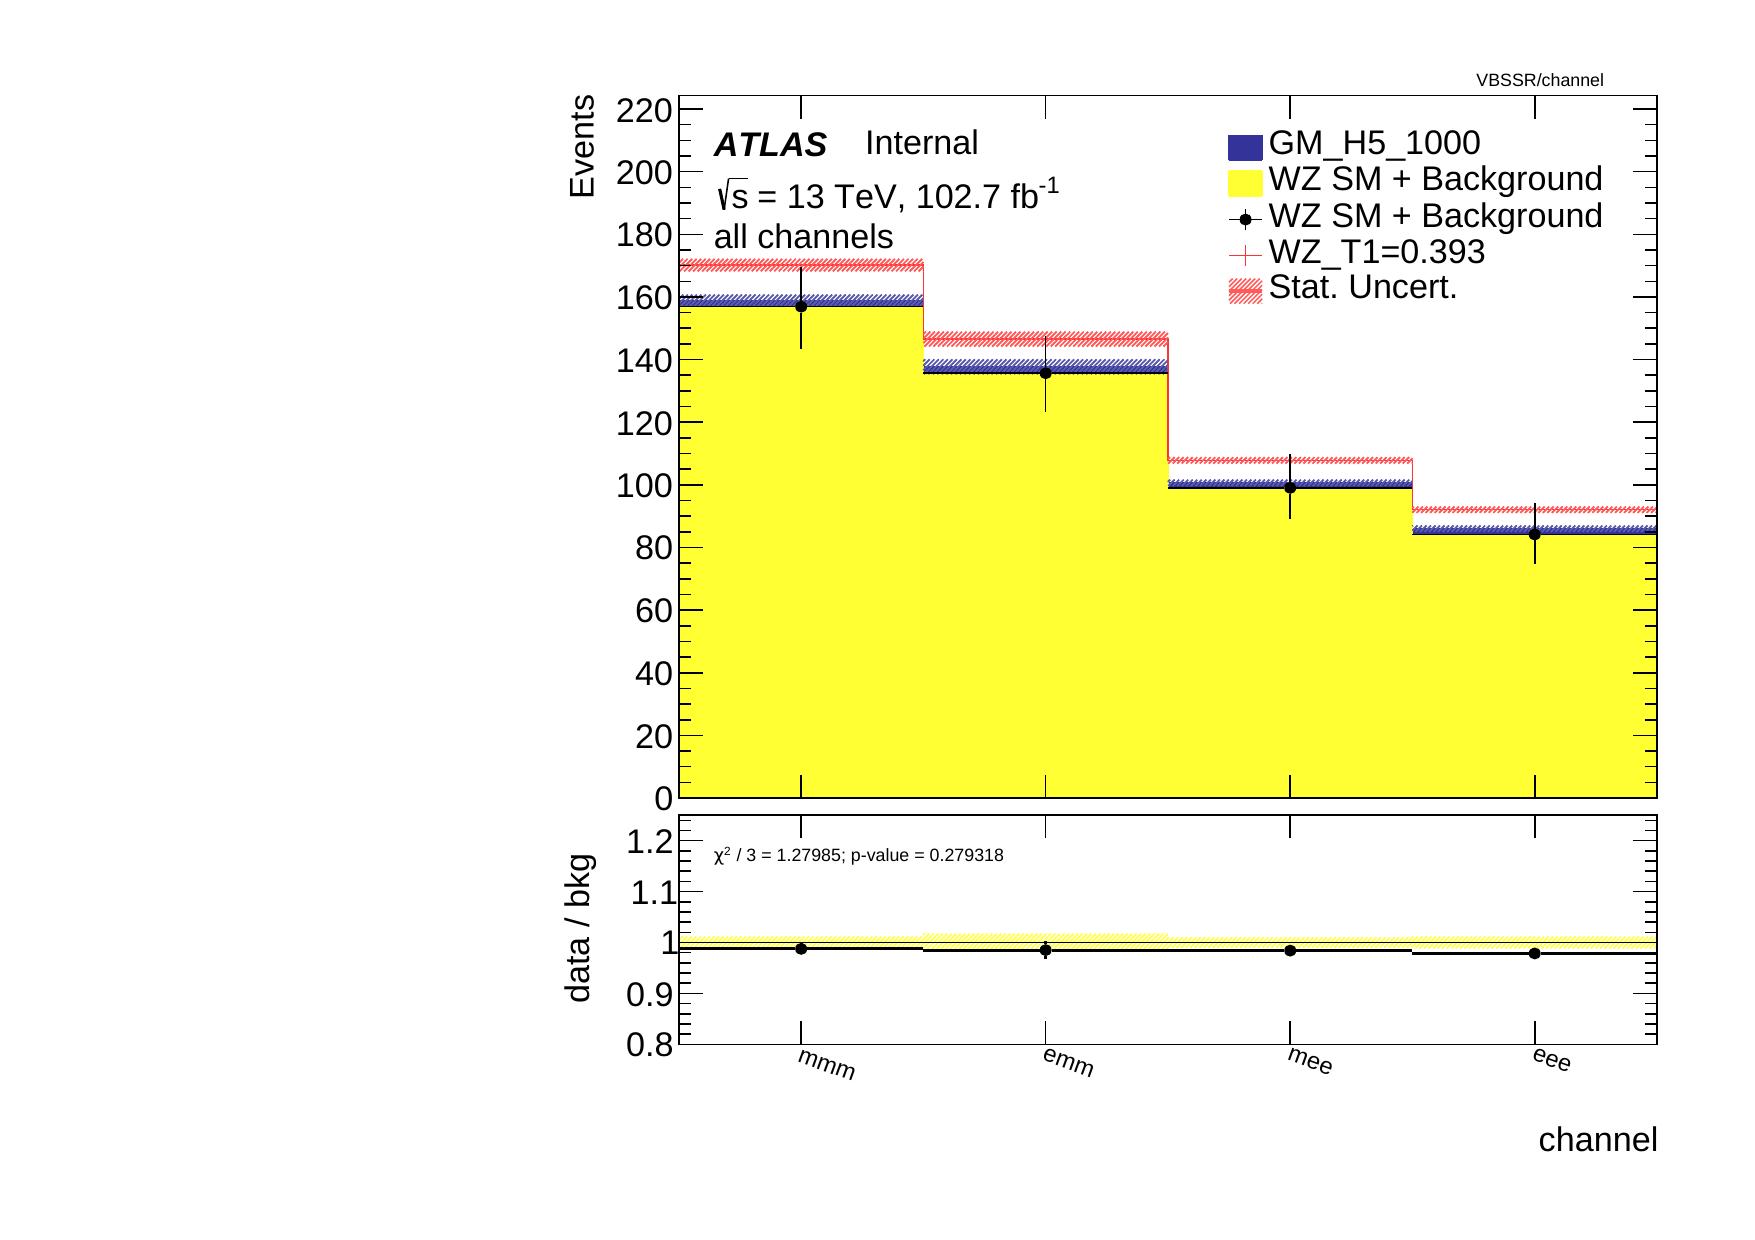 VBSSR/channel
Events
220
200
180
160
140
120
100
80
60
40
20
0
ATLAS Internal
√s = 13 TeV, 102.7 fb⁻¹
all channels
GM_H5_1000
WZ SM + Background
WZ SM + Background
WZ_T1=0.393
Stat. Uncert.
data / bkg
1.2
1.1
1
0.9
0.8
χ² / 3 = 1.27985; p-value = 0.279318
mmm
emm
mee
eee
channel